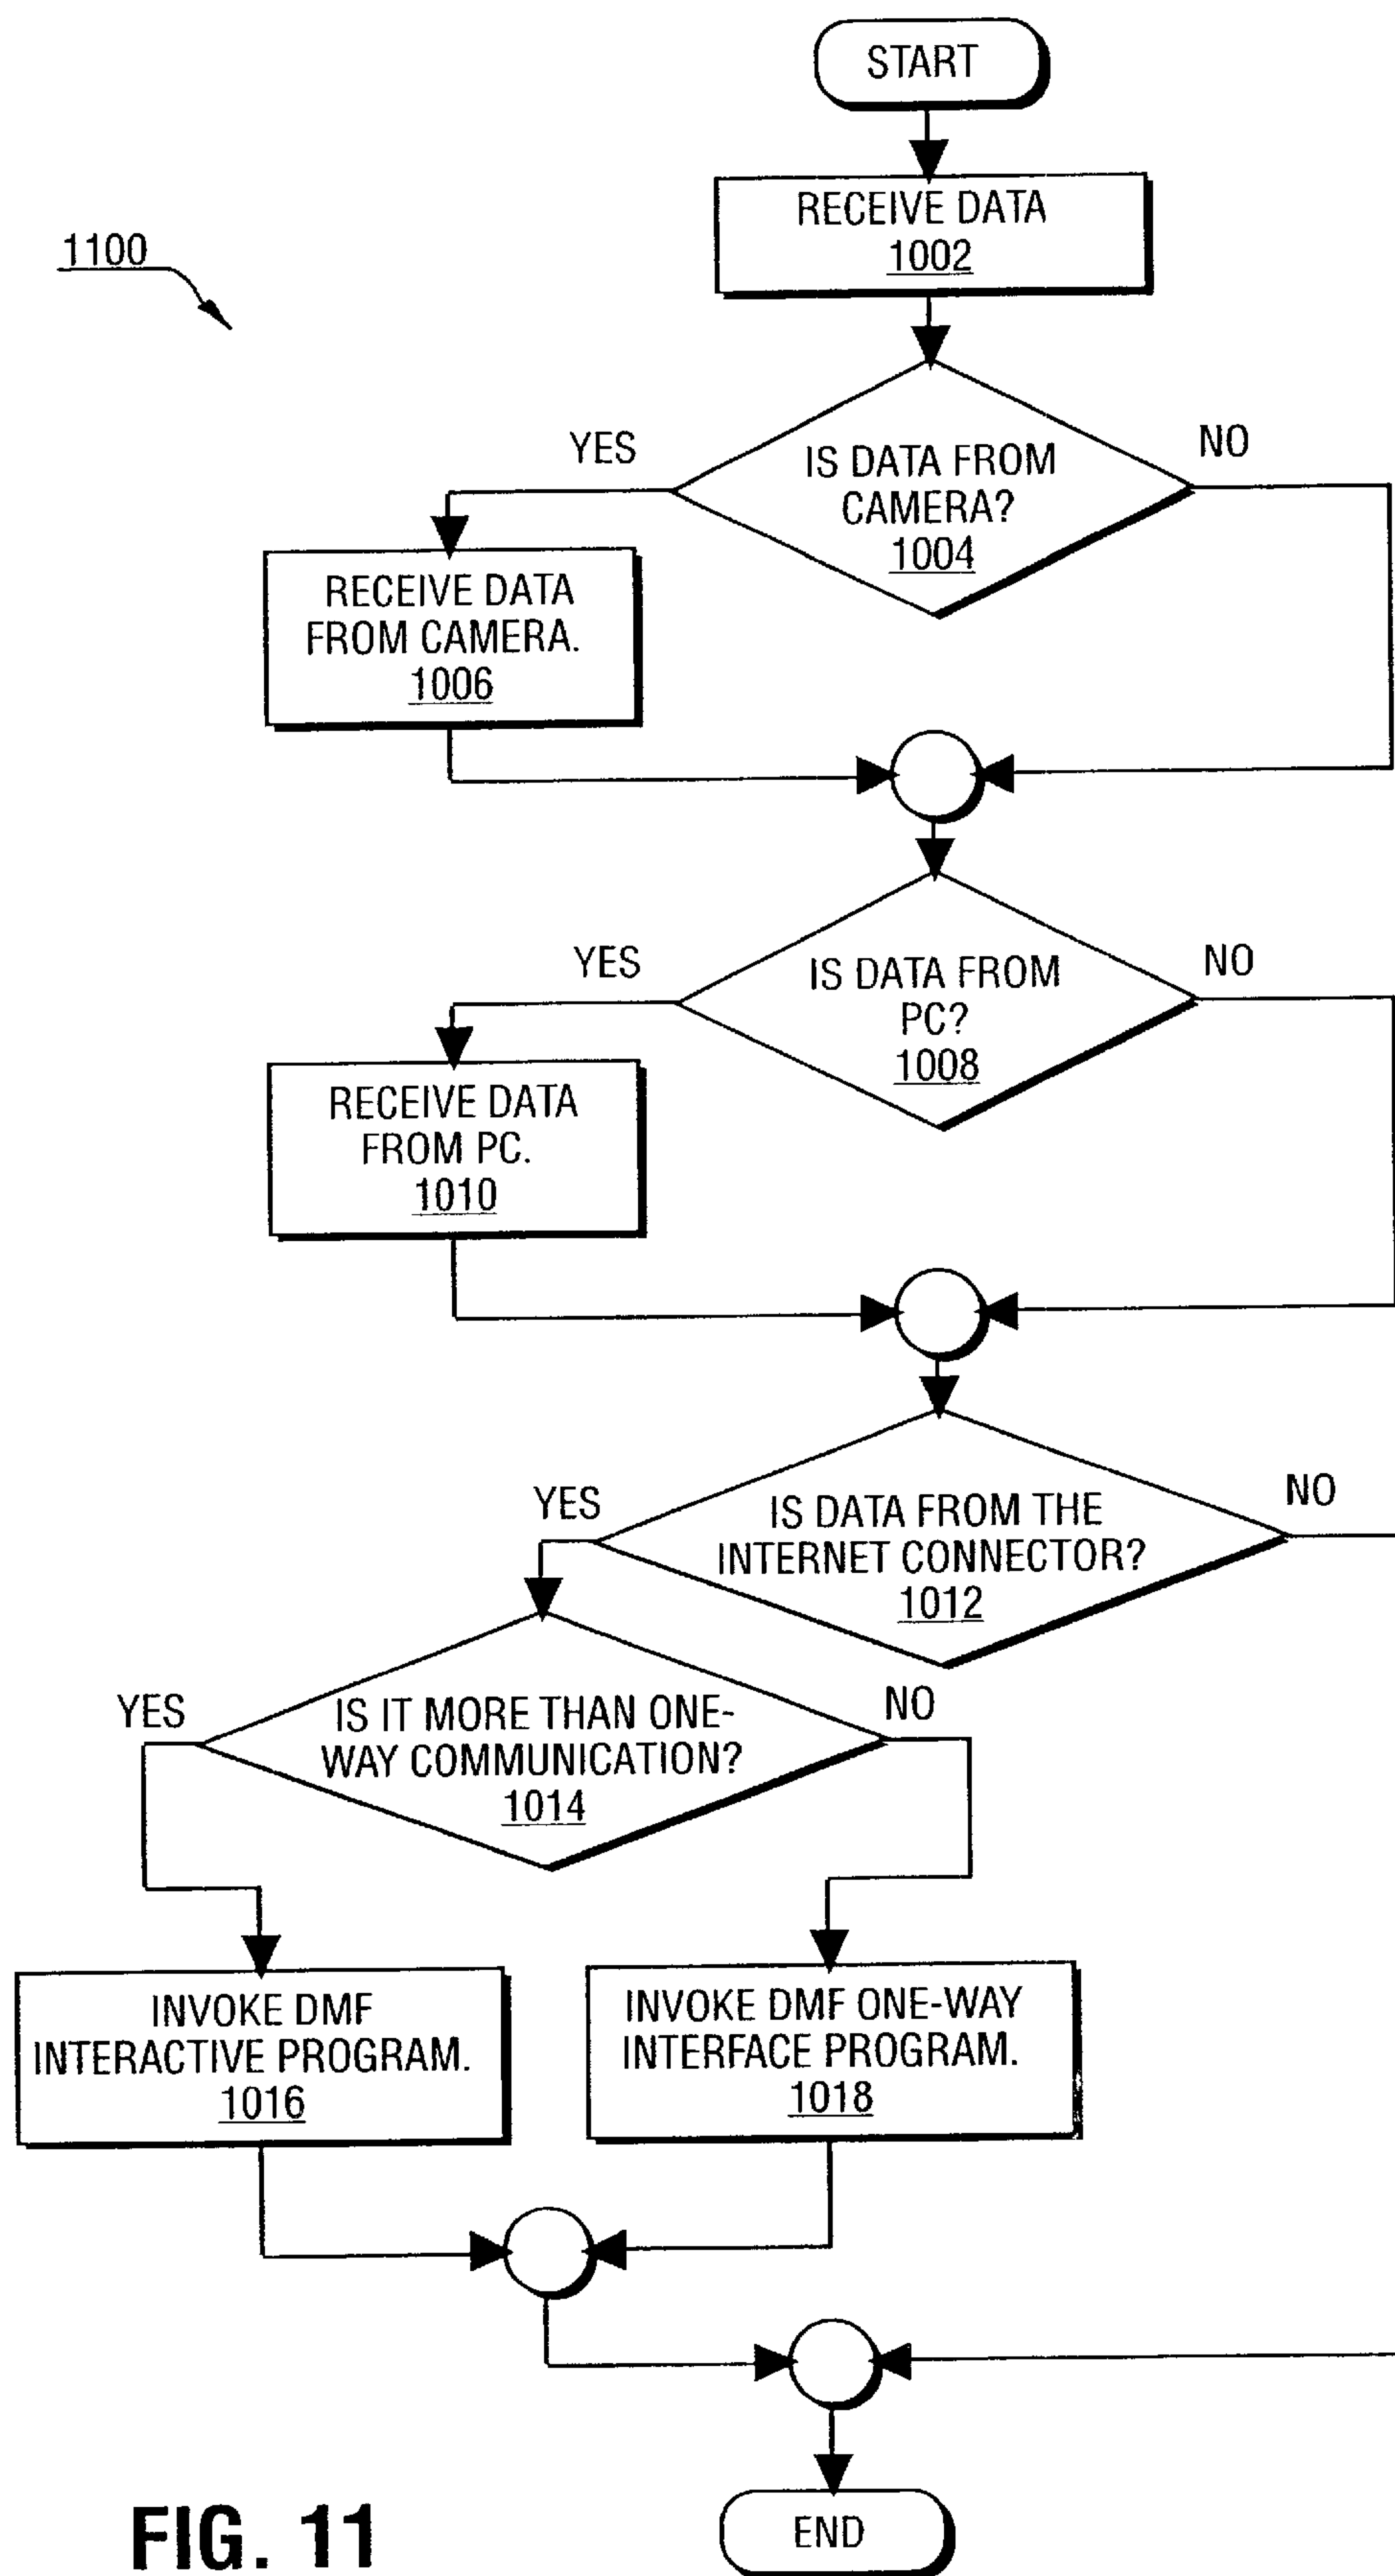 START
RECEIVE DATA
1002
1100
YES
NO
IS DATA FROM
CAMERA?
1004
RECEIVE DATA
FROM CAMERA.
1006
YES
NO
IS DATA FROM
PC?
1008
RECEIVE DATA
FROM PC.
1010
YES
NO
IS DATA FROM THE
INTERNET CONNECTOR?
1012
YES
NO
IS IT MORE THAN ONE-
WAY COMMUNICATION?
1014
INVOKE DMF
INTERACTIVE PROGRAM.
1016
INVOKE DMF ONE-WAY
INTERFACE PROGRAM.
1018
END
FIG. 11